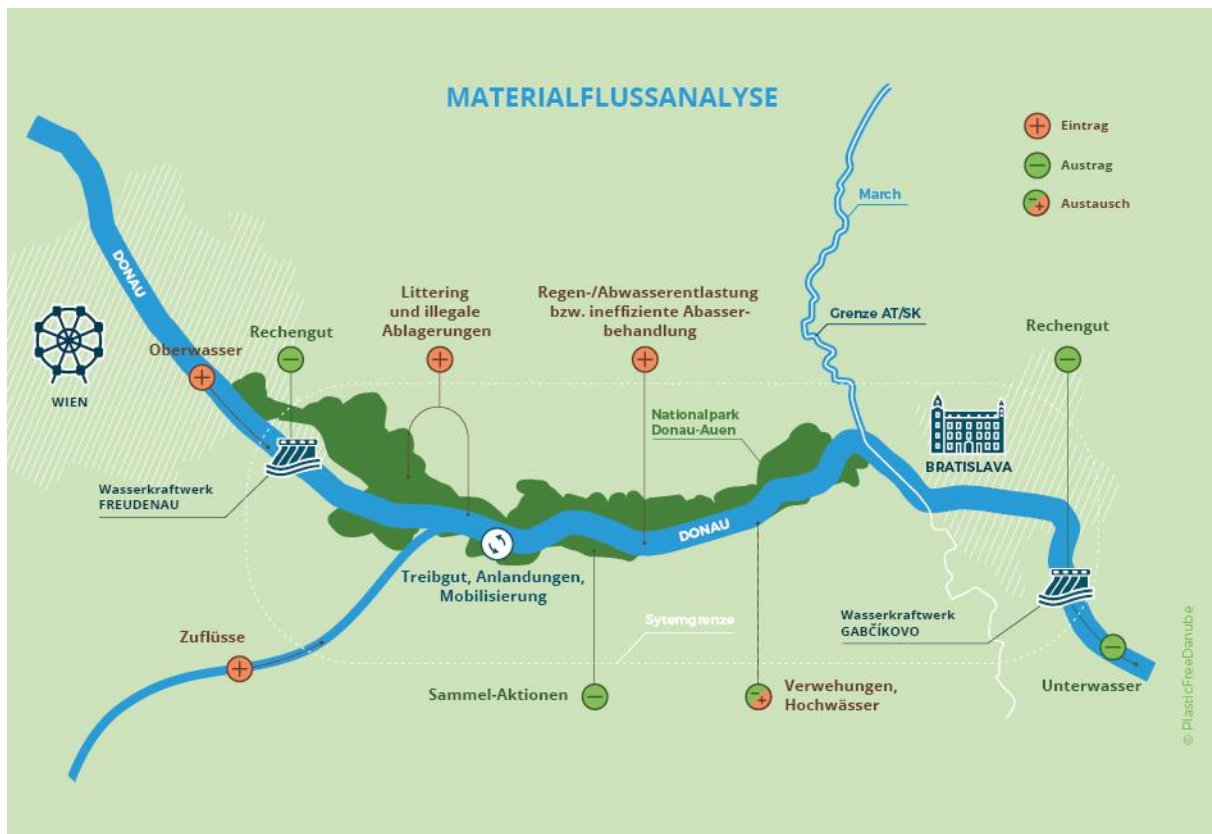 MATERIALFLUSSANALYSE
Eintrag
Austrag
Austausch
March
DONAU
Littering
und illegale
Ablagerungen
Regen-/Abwasserentlastung
bzw. ineffiziente Abasser-
behandlung
Grenze AT/SK
Rechengut
Rechengut
Oberwasser
WIEN
Nationalpark
Donau-Auen
BRATISLAVA
Wasserkraftwerk
FREUDENAU
DONAU
Treibgut, Anlandungen,
Mobilisierung
Sytemgrenze
Wasserkraftwerk
GABČÍKOVO
Zuflüsse
Sammel-Aktionen
Verwehungen,
Hochwässer
Unterwasser
© PlasticFreeDanube